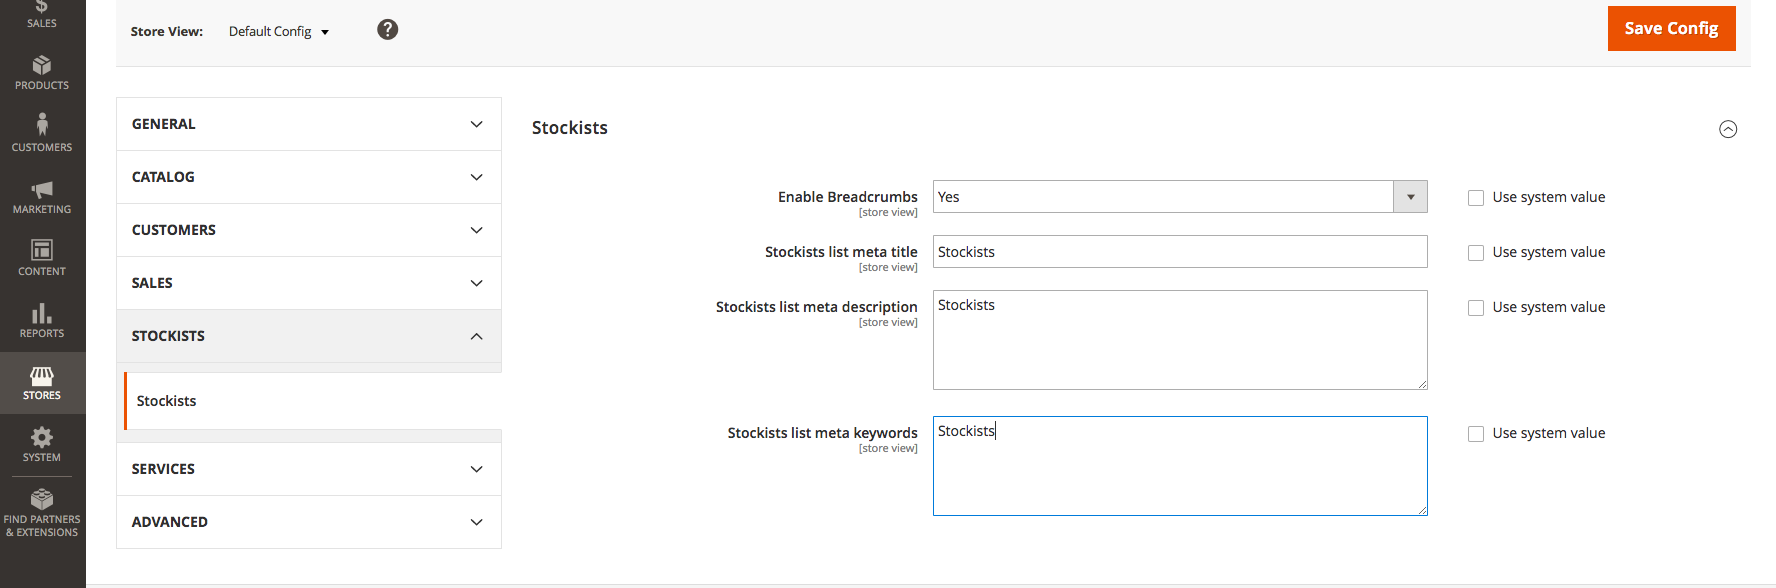 SALES
PRODUCTS
CUSTOMERS
MARKETING
CONTENT
REPORTS
STORES
SYSTEM
FIND PARTNERS
& EXTENSIONS
Store View: Default Config ?
Save Config
GENERAL
CATALOG
CUSTOMERS
SALES
STOCKISTS
Stockists
SERVICES
ADVANCED
Stockists
Enable Breadcrumbs Yes Use system value
[store view]
Stockists list meta title Stockists Use system value
[store view]
Stockists list meta description Stockists Use system value
[store view]
Stockists list meta keywords Stockists Use system value
[store view]